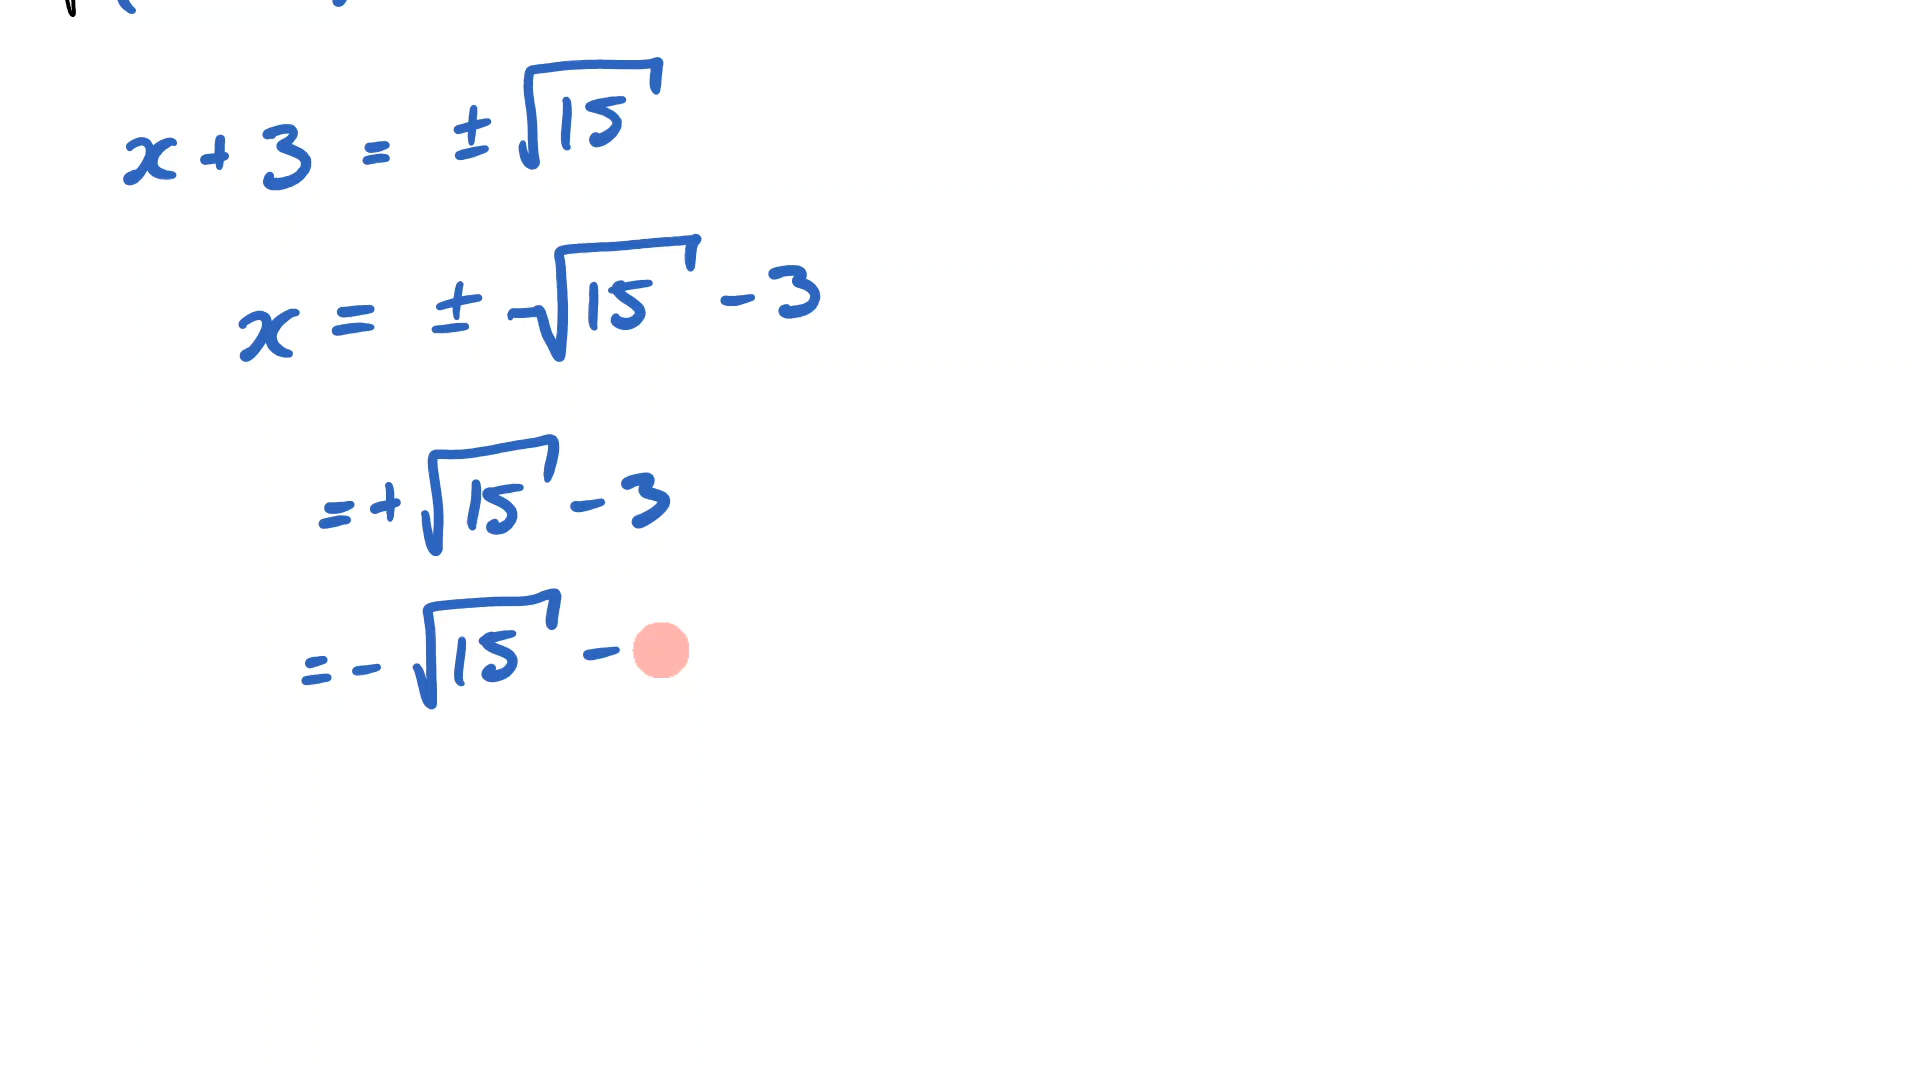 x + 3 = ± √15
x = ± √15 - 3
= + √15 - 3
= - √15 -